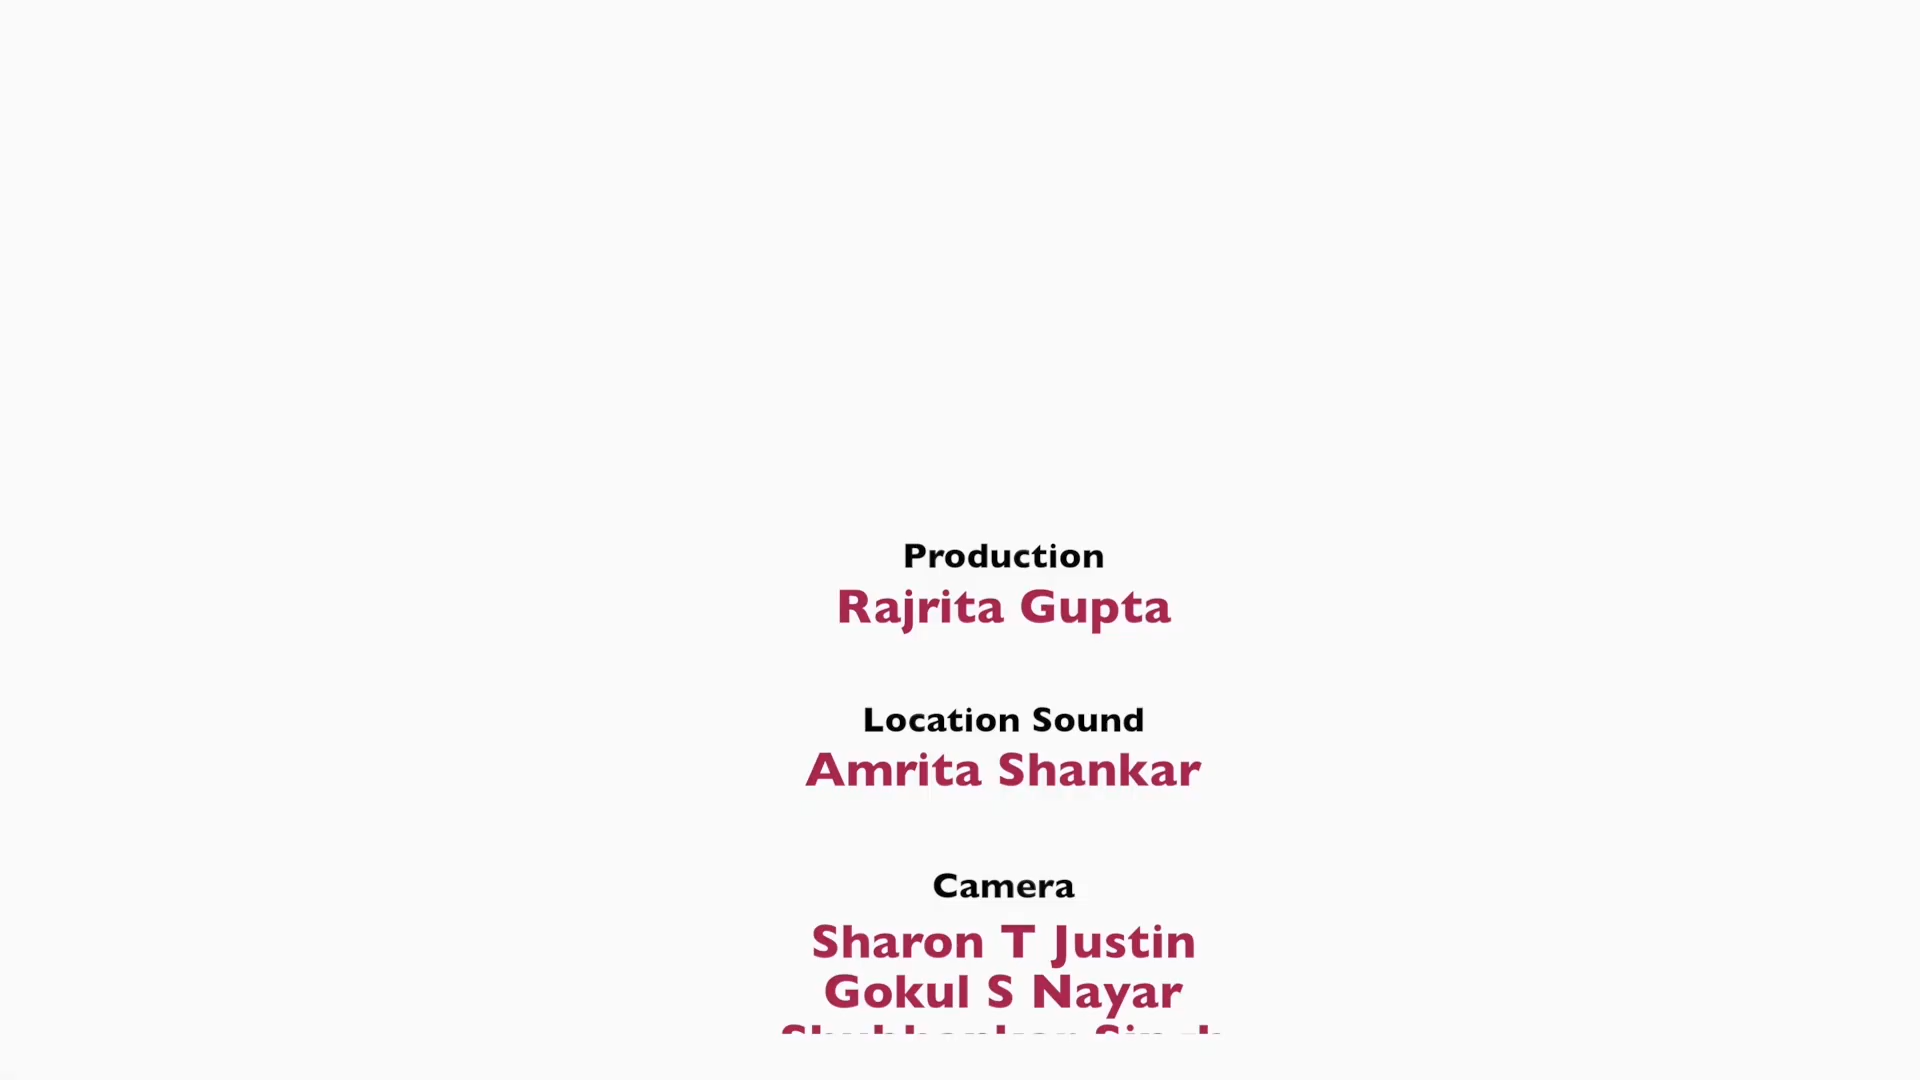 Production
Rajrita Gupta
Location Sound
Amrita Shankar
Camera
Sharon T Justin
Gokul S Nayar